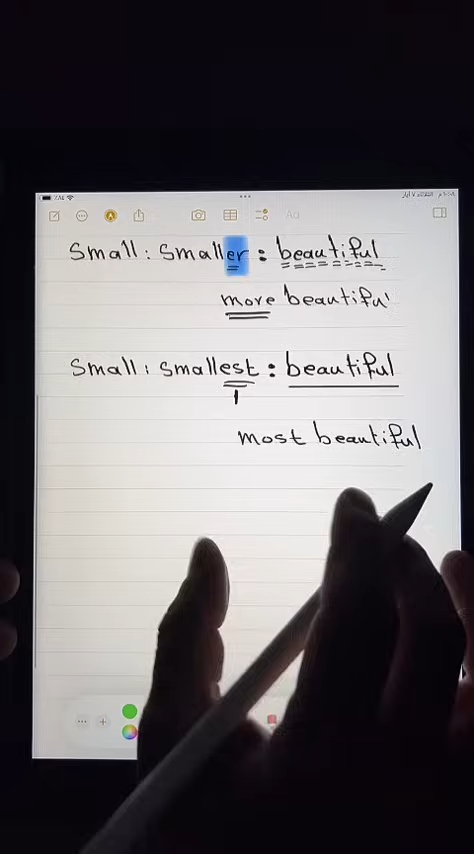 Small : Smaller : beautiful
more beautiful
Small : smallest : beautiful
most beautiful